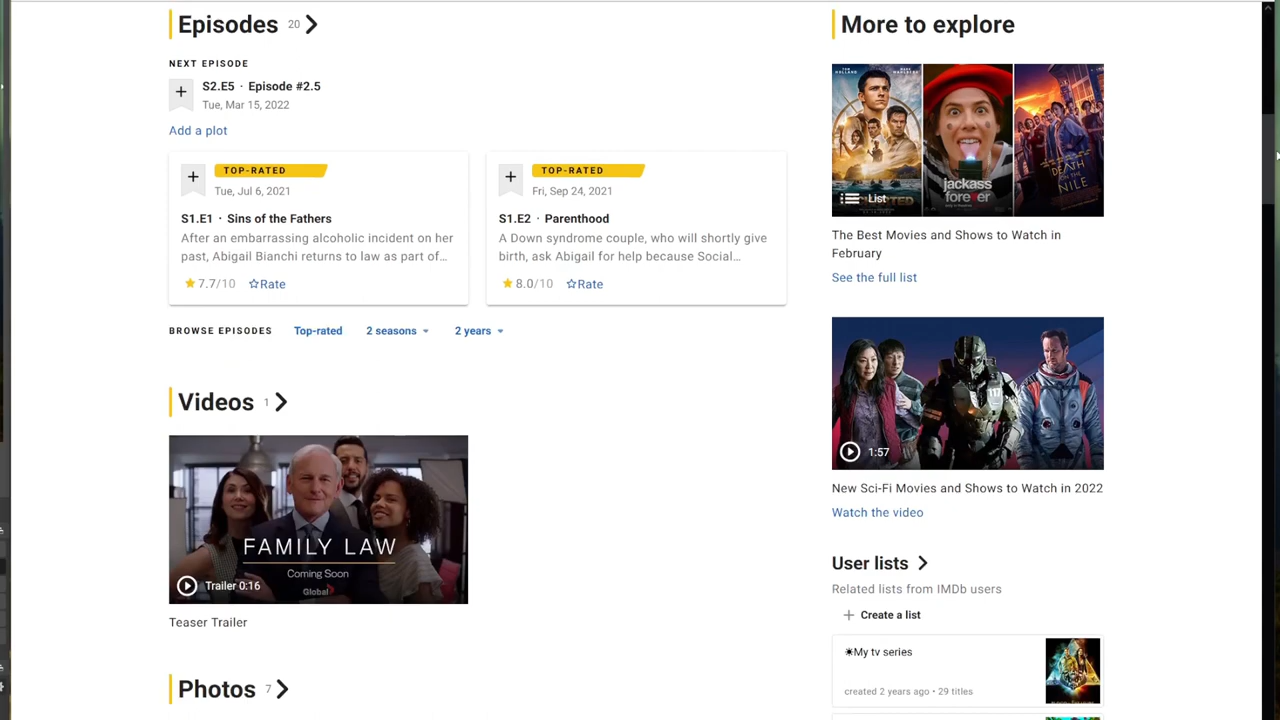 Episodes 20
NEXT EPISODE
S2.E5 · Episode #2.5
Tue, Mar 15, 2022
Add a plot
TOP-RATED
Tue, Jul 6, 2021
S1.E1 · Sins of the Fathers
After an embarrassing alcoholic incident on her
past, Abigail Bianchi returns to law as part of…
7.7/10 Rate
TOP-RATED
Fri, Sep 24, 2021
S1.E2 · Parenthood
A Down syndrome couple, who will shortly give
birth, ask Abigail for help because Social…
8.0/10 Rate
BROWSE EPISODES Top-rated 2 seasons 2 years
Videos 1
FAMILY LAW
Coming Soon
Global
Trailer 0:16
Teaser Trailer
Photos 7
More to explore
jackass
forever
DEATH
ON THE
NILE
List
The Best Movies and Shows to Watch in
February
See the full list
1:57
New Sci-Fi Movies and Shows to Watch in 2022
Watch the video
User lists
Related lists from IMDb users
Create a list
☀My tv series
created 2 years ago • 29 titles